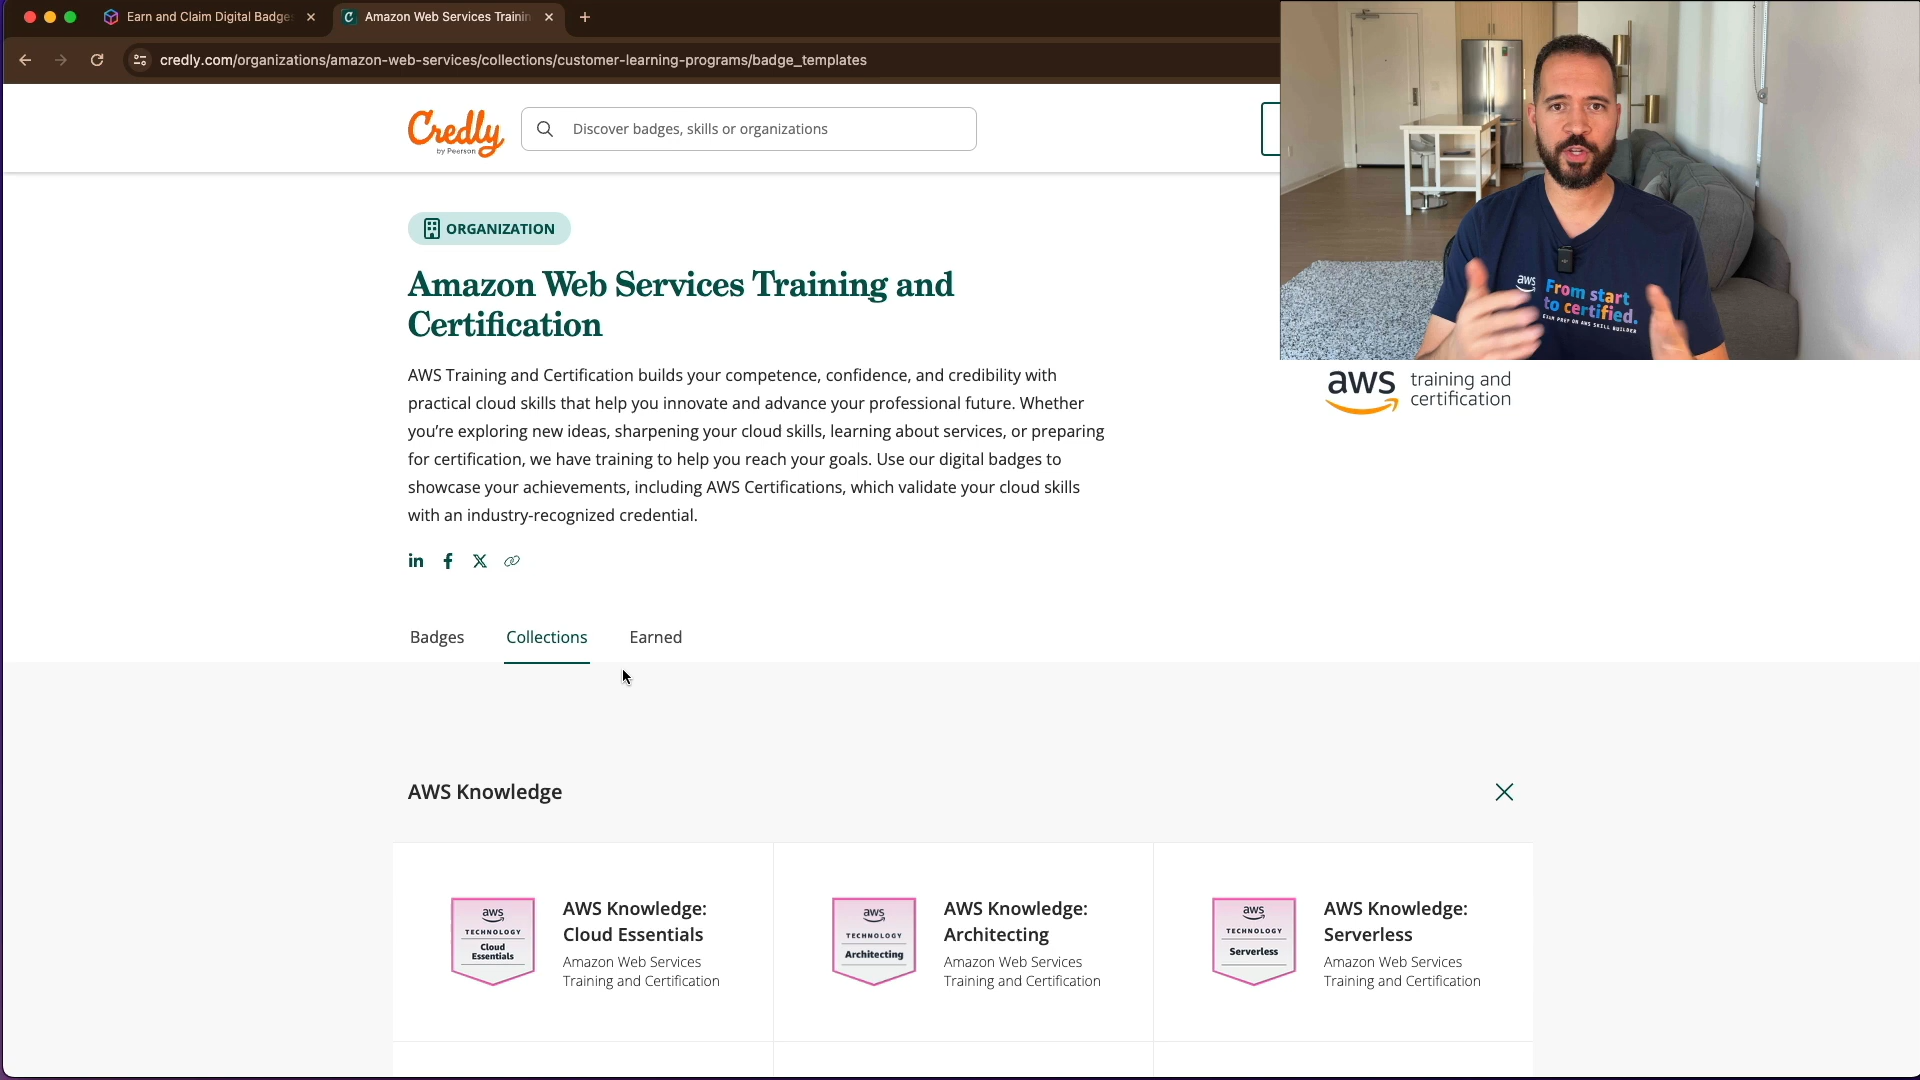 Earn and Claim Digital Badge
Amazon Web Services Trainin
credly.com/organizations/amazon-web-services/collections/customer-learning-programs/badge_templates
Credly
by Pearson
Discover badges, skills or organizations
ORGANIZATION
Amazon Web Services Training and
Certification
AWS Training and Certification builds your competence, confidence, and credibility with
practical cloud skills that help you innovate and advance your professional future. Whether
you’re exploring new ideas, sharpening your cloud skills, learning about services, or preparing
for certification, we have training to help you reach your goals. Use our digital badges to
showcase your achievements, including AWS Certifications, which validate your cloud skills
with an industry-recognized credential.
aws
From start
to certified.
EXAM PREP ON AWS SKILL BUILDER
aws training and
certification
Badges
Collections
Earned
AWS Knowledge
aws
TECHNOLOGY
Cloud
Essentials
AWS Knowledge:
Cloud Essentials
Amazon Web Services
Training and Certification
aws
TECHNOLOGY
Architecting
AWS Knowledge:
Architecting
Amazon Web Services
Training and Certification
aws
TECHNOLOGY
Serverless
AWS Knowledge:
Serverless
Amazon Web Services
Training and Certification